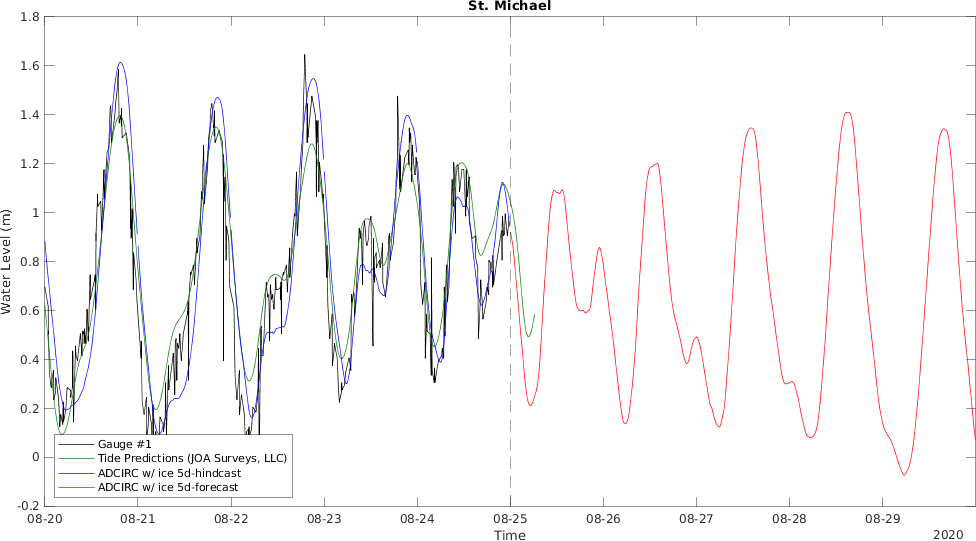 St. Michael
1.8
1.6
1.4
1.2
1
0.8
0.6
0.4
0.2
0
-0.2
Water Level (m)
Gauge #1
Tide Predictions (JOA Surveys, LLC)
ADCIRC w/ ice 5d-hindcast
ADCIRC w/ ice 5d-forecast
08-20 08-21 08-22 08-23 08-24 08-25 08-26 08-27 08-28 08-29
Time
2020